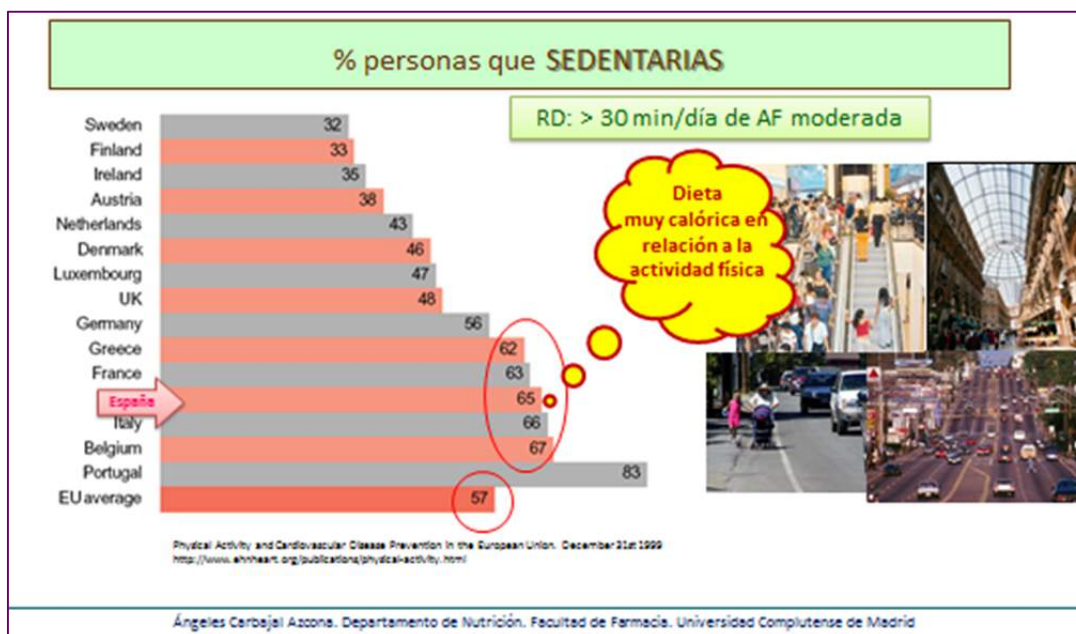 % personas que SEDENTARIAS
RD: > 30 min/día de AF moderada
Sweden 32
Finland 33
Ireland 35
Austria 38
Netherlands 43
Denmark 46
Luxembourg 47
UK 48
Germany 56
Greece 62
France 63
España 65
Italy 66
Belgium 67
Portugal 83
EU average 57
Dieta
muy calórica en
relación a la
actividad física
Physical Activity and Cardiovascular Disease Prevention in the European Union. December 31st 1999
http://www.ehnheart.org/publications/physical-activity.html
Ángeles Carbajal Azcona. Departamento de Nutrición. Facultad de Farmacia. Universidad Complutense de Madrid